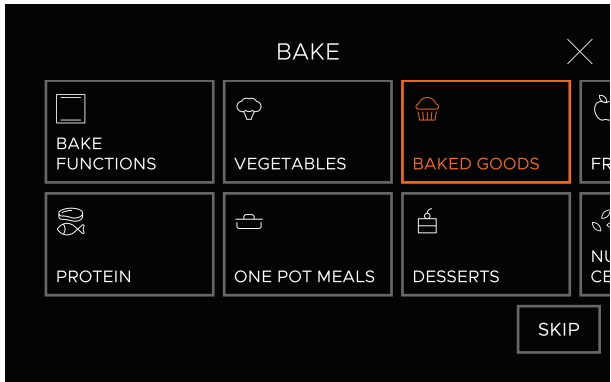 BAKE
BAKE
FUNCTIONS
VEGETABLES
BAKED GOODS
PROTEIN
ONE POT MEALS
DESSERTS
SKIP